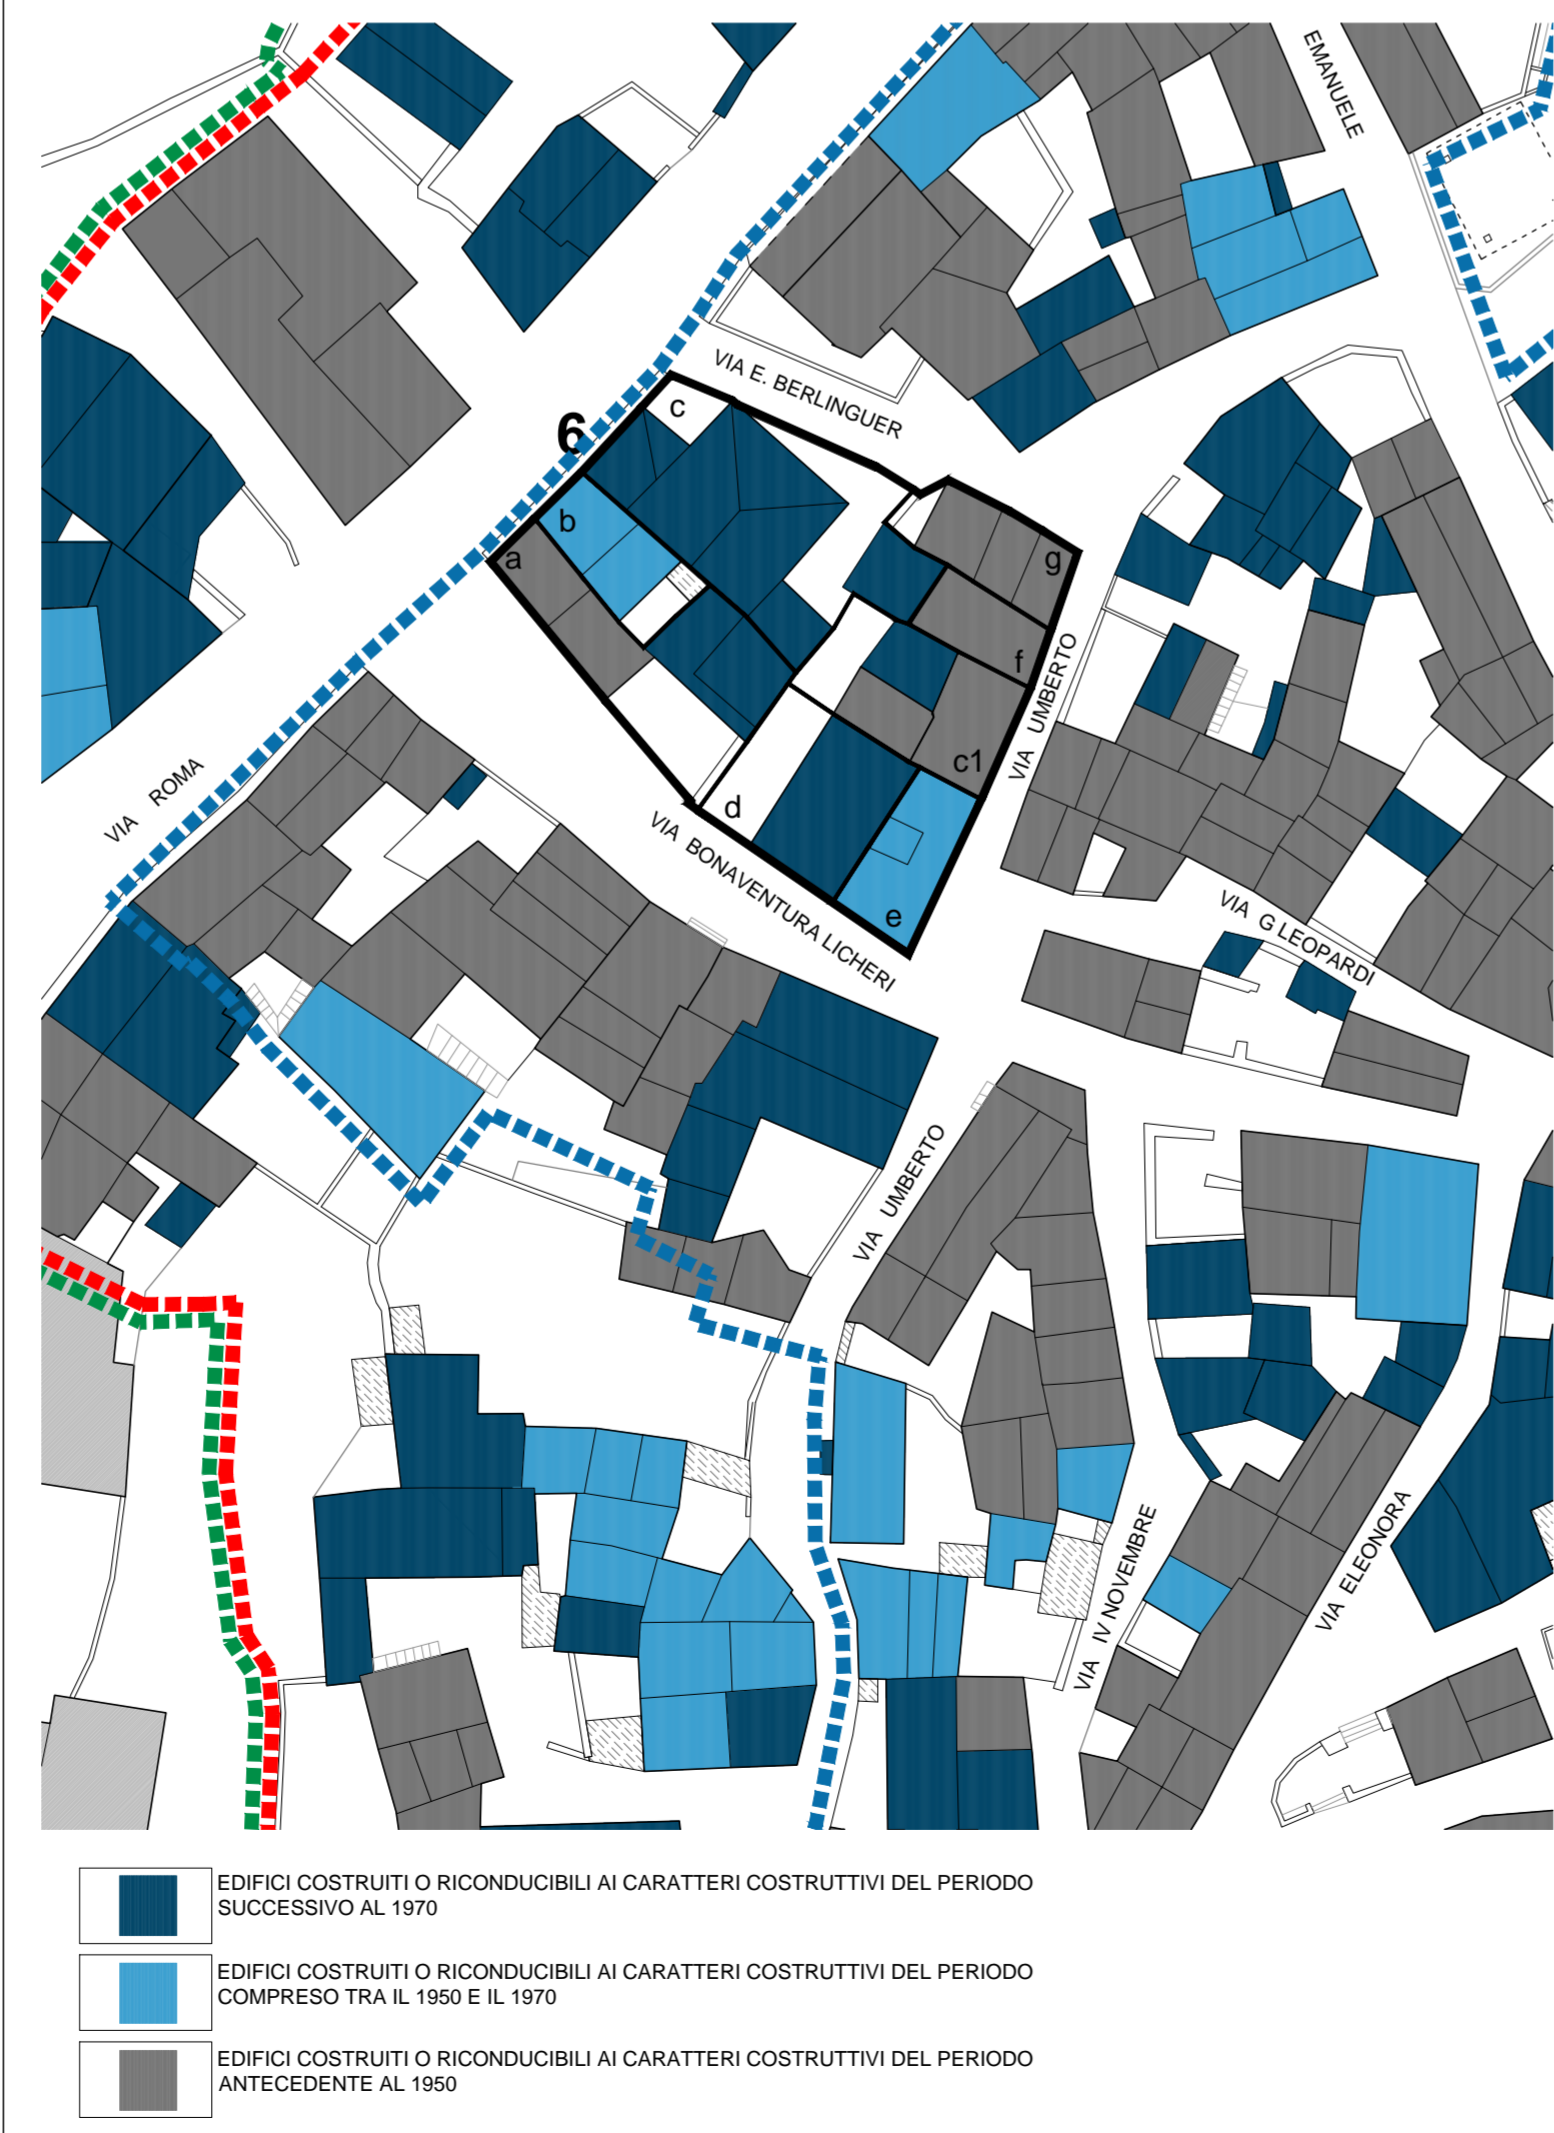 EMANUELE
VIA E. BERLINGUER
6
c
b
a
g
f
VIA UMBERTO
c1
VIA ROMA
d
VIA BONAVENTURA LICHERI
e
VIA G LEOPARDI
VIA UMBERTO
VIA IV NOVEMBRE
VIA ELEONORA
EDIFICI COSTRUITI O RICONDUCIBILI AI CARATTERI COSTRUTTIVI DEL PERIODO
SUCCESSIVO AL 1970
EDIFICI COSTRUITI O RICONDUCIBILI AI CARATTERI COSTRUTTIVI DEL PERIODO
COMPRESO TRA IL 1950 E IL 1970
EDIFICI COSTRUITI O RICONDUCIBILI AI CARATTERI COSTRUTTIVI DEL PERIODO
ANTECEDENTE AL 1950